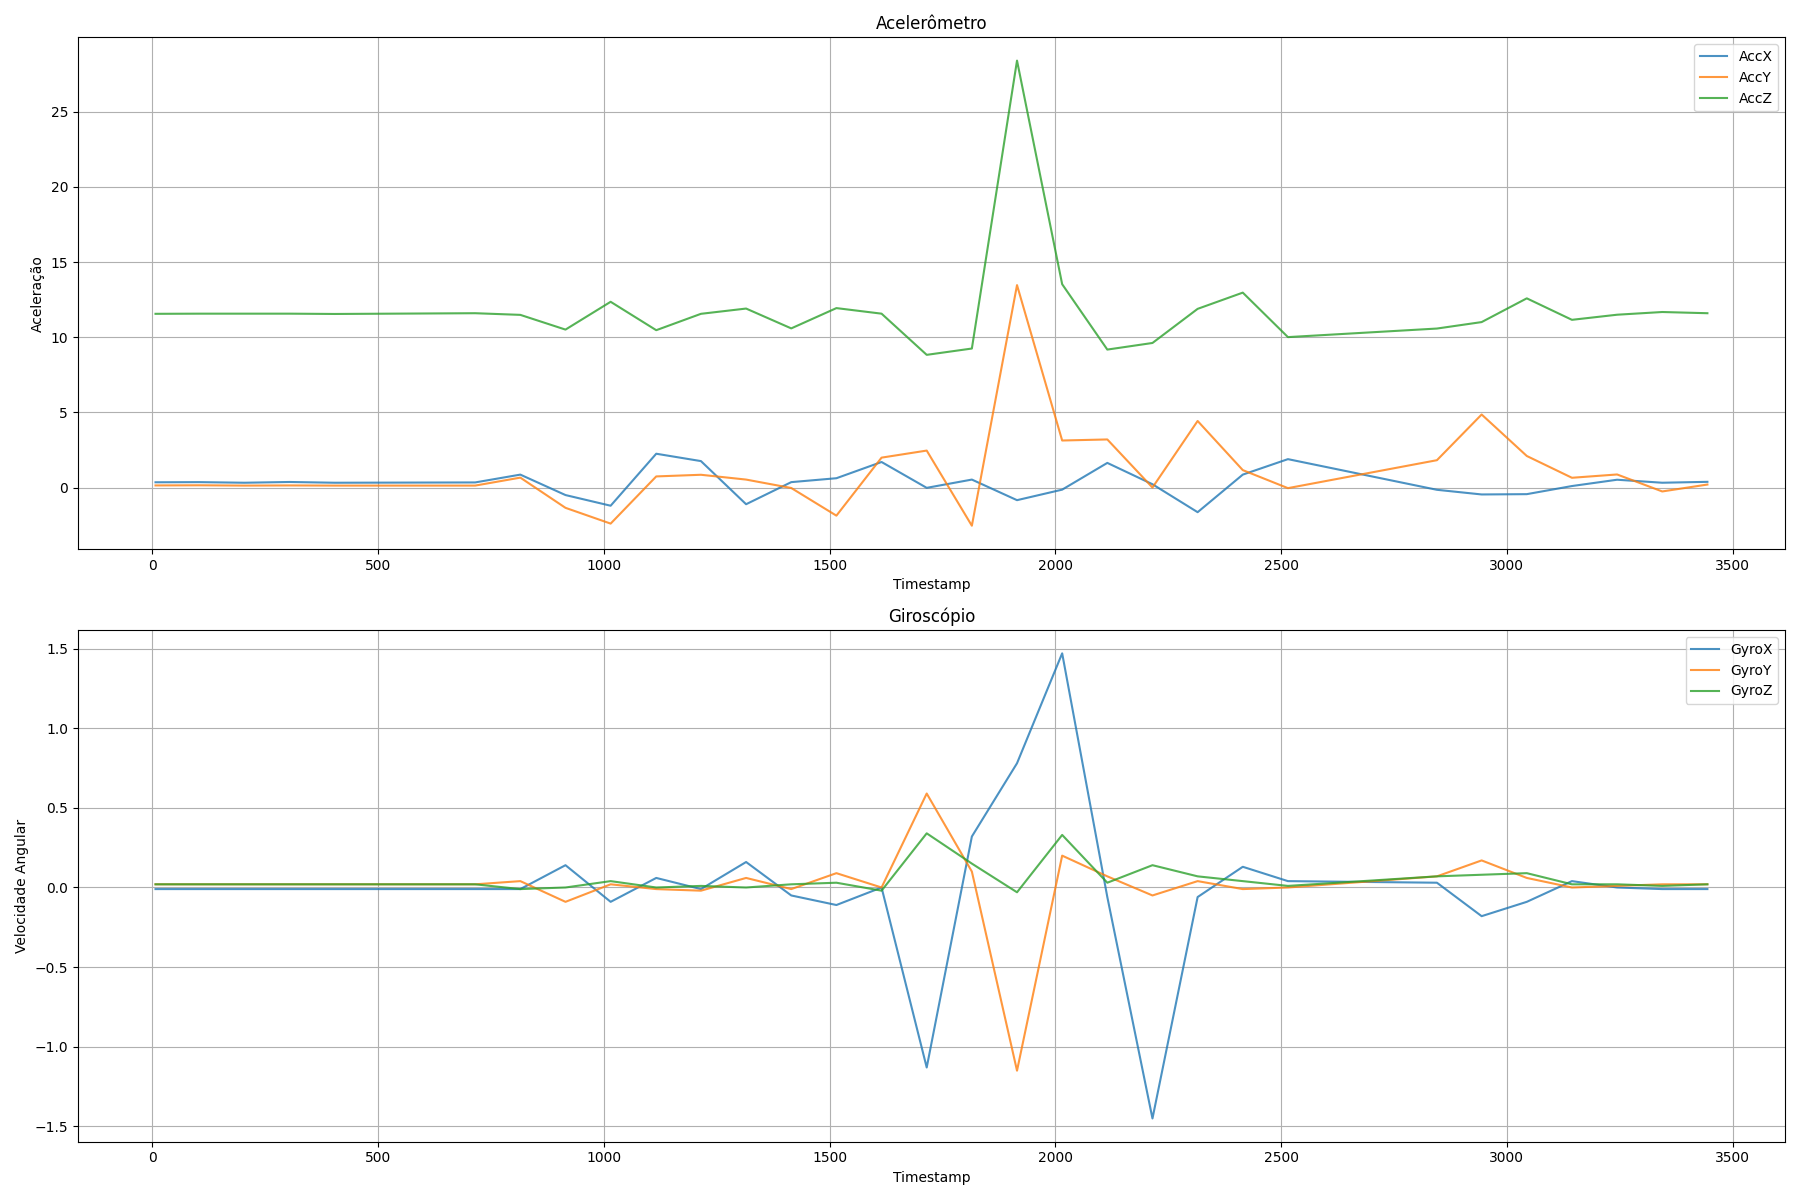 Acelerômetro
AccX
AccY
AccZ
25
20
15
10
5
0
Aceleração
0 500 1000 1500 2000 2500 3000 3500
Timestamp
Giroscópio
GyroX
GyroY
GyroZ
1.5
1.0
0.5
0.0
−0.5
−1.0
−1.5
Velocidade Angular
0 500 1000 1500 2000 2500 3000 3500
Timestamp